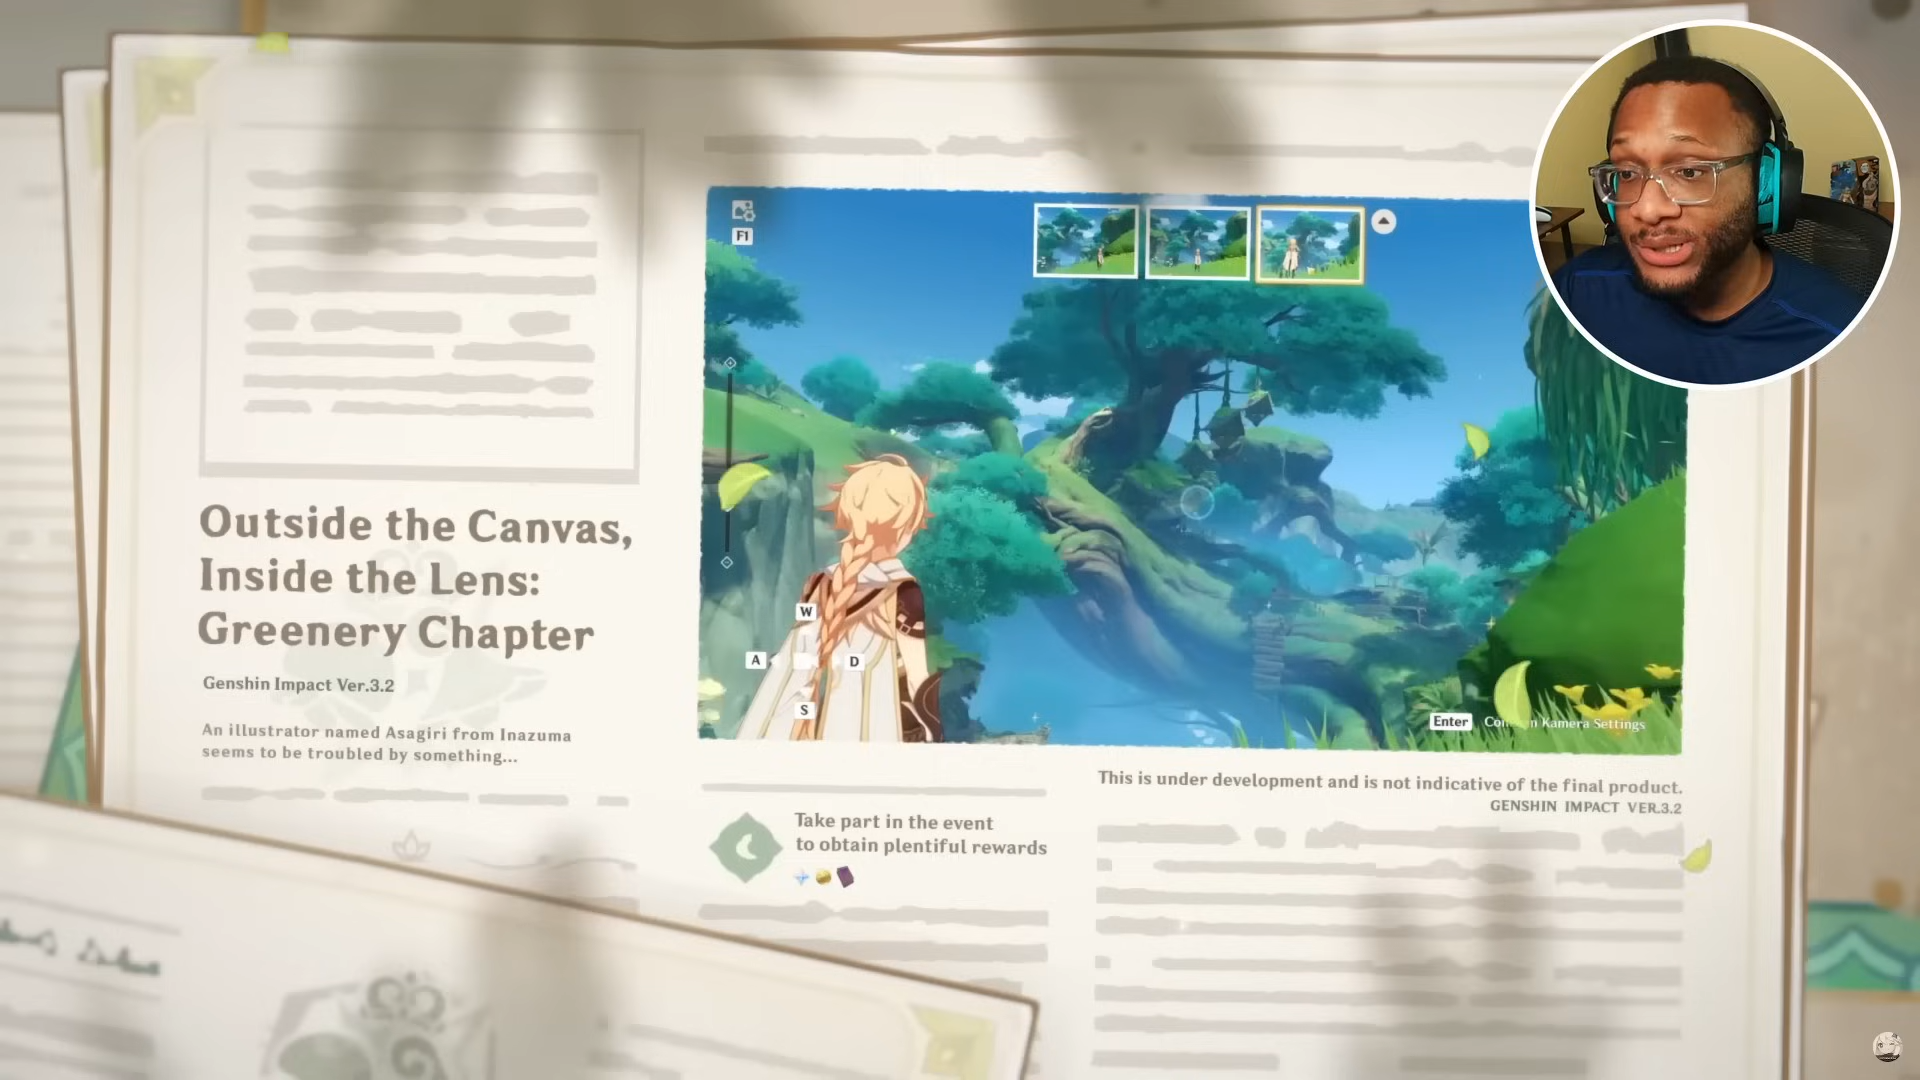 F1
W
A
D
S
Enter
Kamera Settings
Outside the Canvas,
Inside the Lens:
Greenery Chapter
Genshin Impact Ver.3.2
An illustrator named Asagiri from Inazuma
seems to be troubled by something...
This is under development and is not indicative of the final product.
GENSHIN IMPACT VER.3.2
Take part in the event
to obtain plentiful rewards